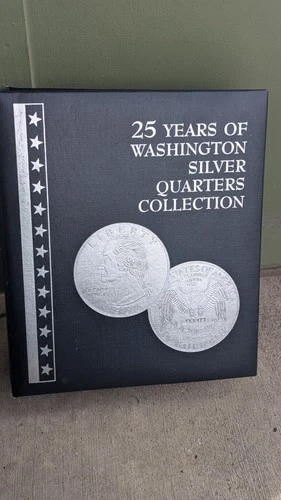 25 YEARS OF
WASHINGTON
SILVER
QUARTERS
COLLECTION
LIBERTY